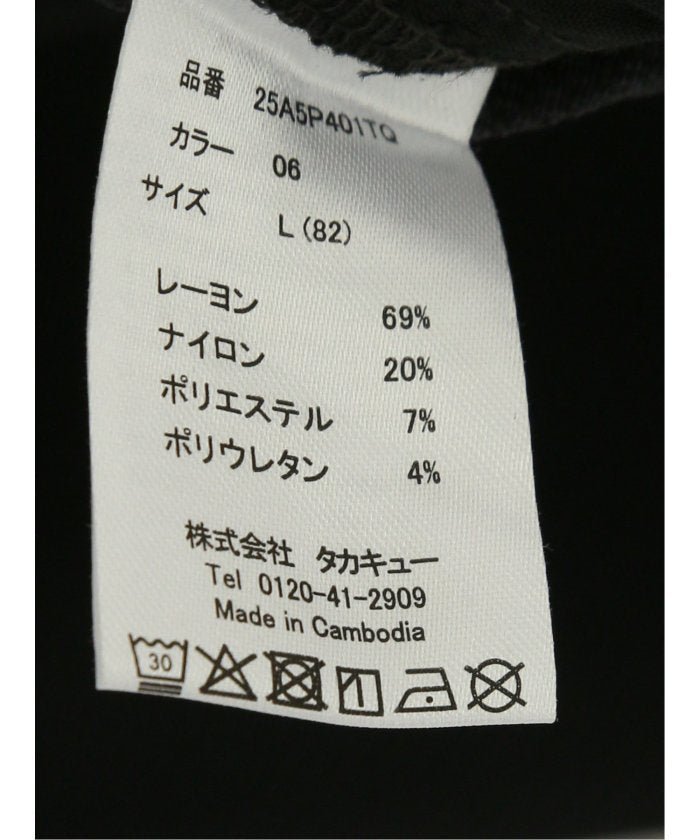 品番 25A5P401TQ
カラー 06
サイズ L(82)
レーヨン 69%
ナイロン 20%
ポリエステル 7%
ポリウレタン 4%
株式会社 タカキュー
Tel 0120-41-2909
Made in Cambodia
30